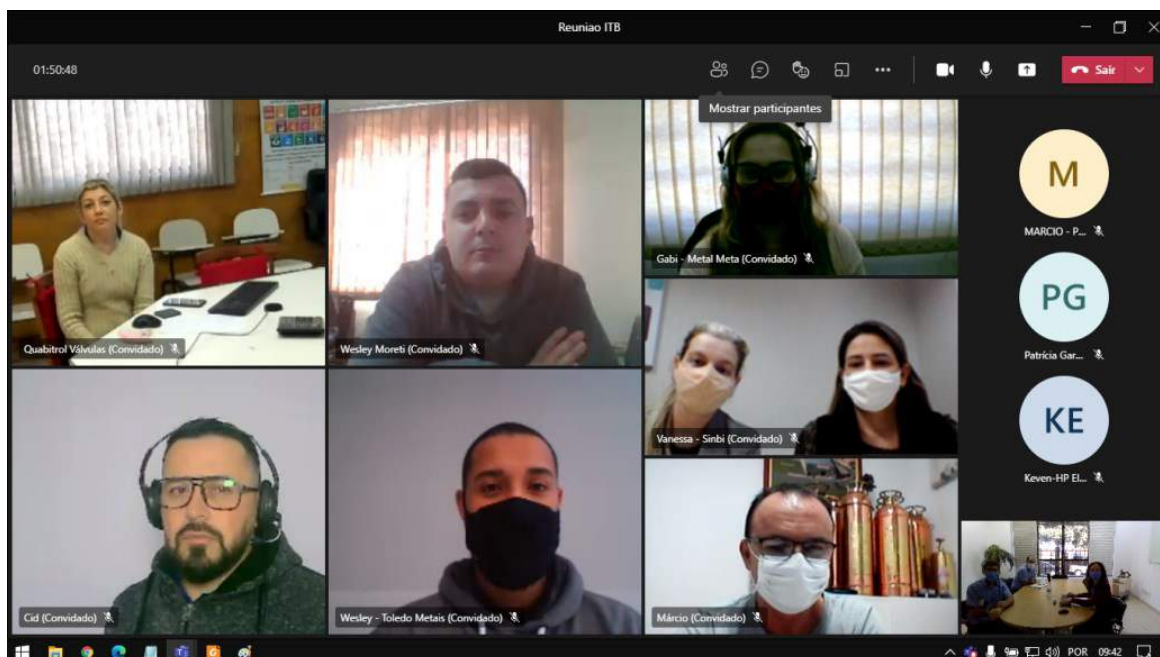 Reuniao ITB
01:50:48
Sair
Mostrar participantes
Quabitrol Válvulas (Convidado)
Wesley Moreti (Convidado)
Gabi - Metal Meta (Convidado)
Vanessa - Sinbi (Convidado)
Cid (Convidado)
Wesley - Toledo Metais (Convidado)
Márcio (Convidado)
M
MARCIO - P...
PG
Patrícia Gar...
KE
Keven-HP El...
POR 09:42